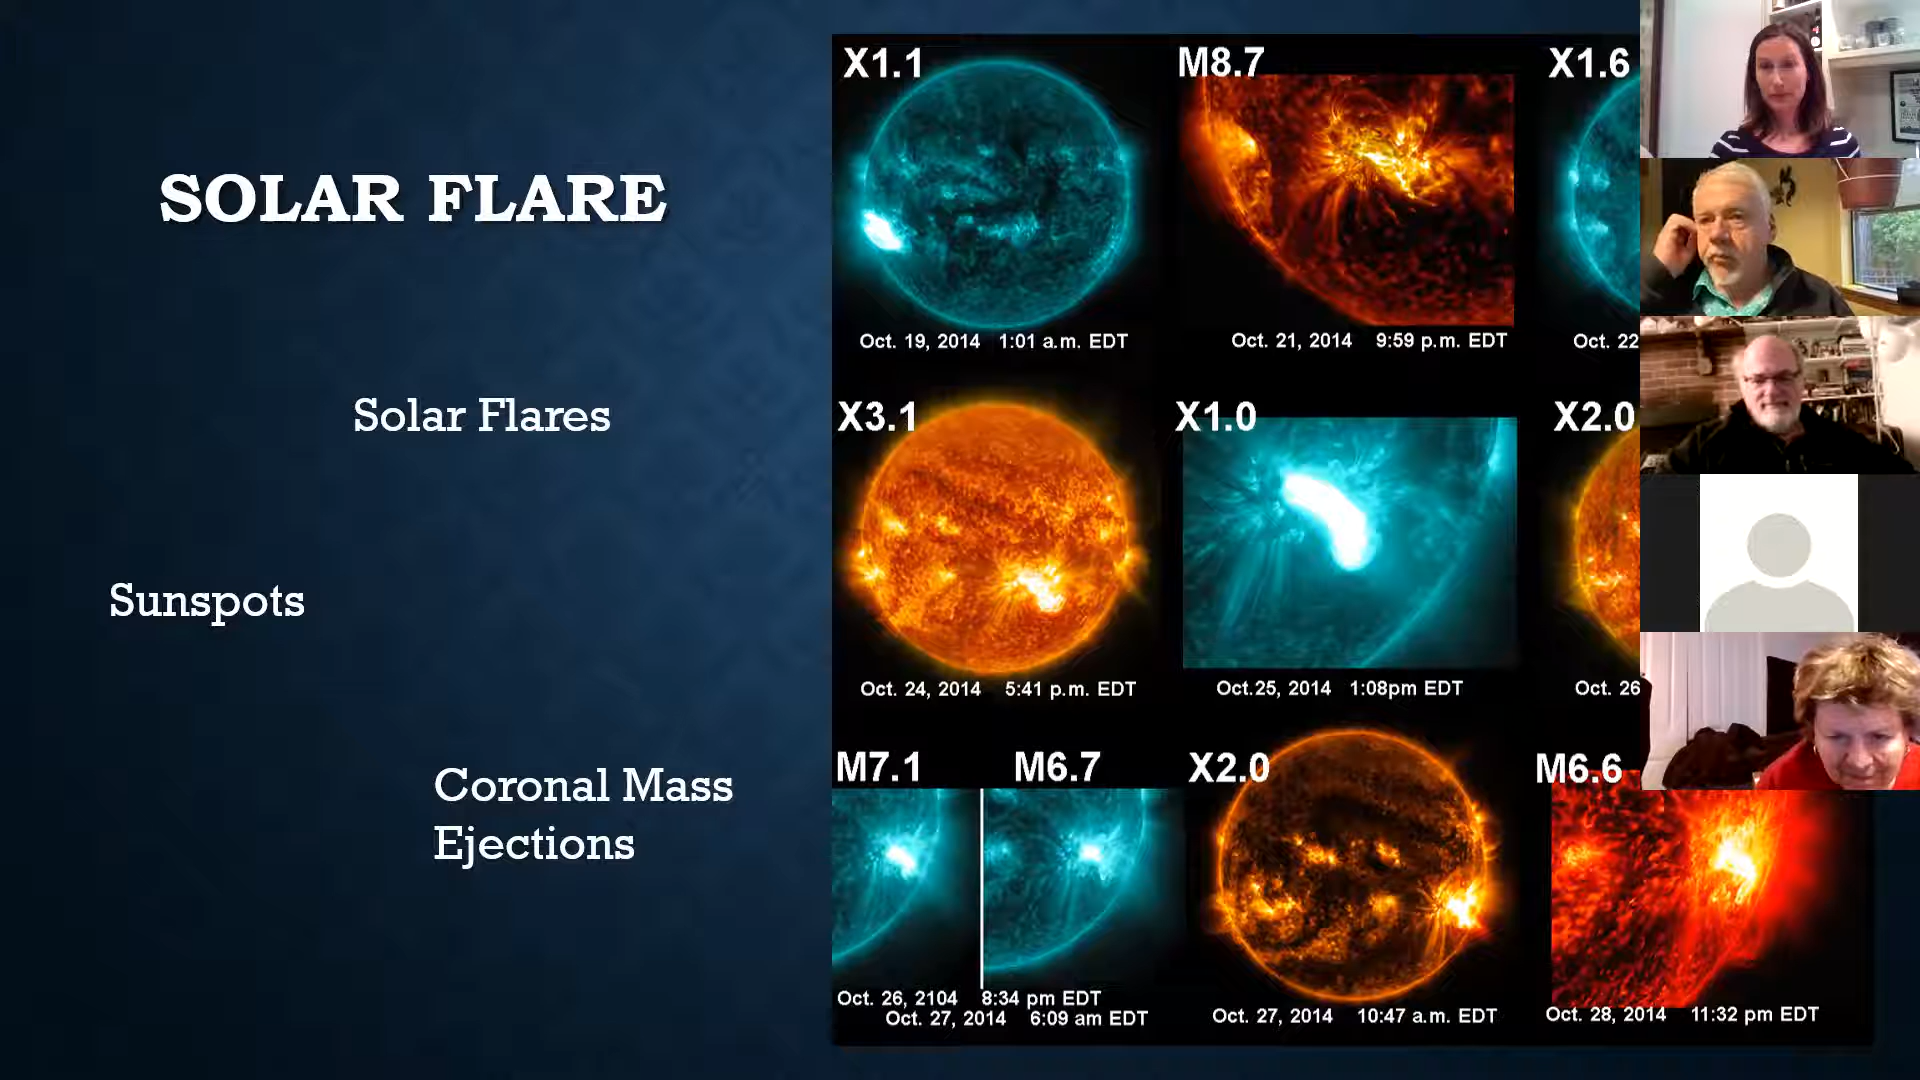 SOLAR FLARE
Solar Flares
Sunspots
Coronal Mass
Ejections
X1.1
M8.7
X1.6
Oct. 19, 2014 1:01 a.m. EDT
Oct. 21, 2014 9:59 p.m. EDT
Oct. 22
X3.1
X1.0
X2.0
Oct. 24, 2014 5:41 p.m. EDT
Oct.25, 2014 1:08pm EDT
Oct. 26
M7.1
M6.7
X2.0
M6.6
Oct. 26, 2104 8:34 pm EDT
Oct. 27, 2014 6:09 am EDT
Oct. 27, 2014 10:47 a.m. EDT
Oct. 28, 2014 11:32 pm EDT